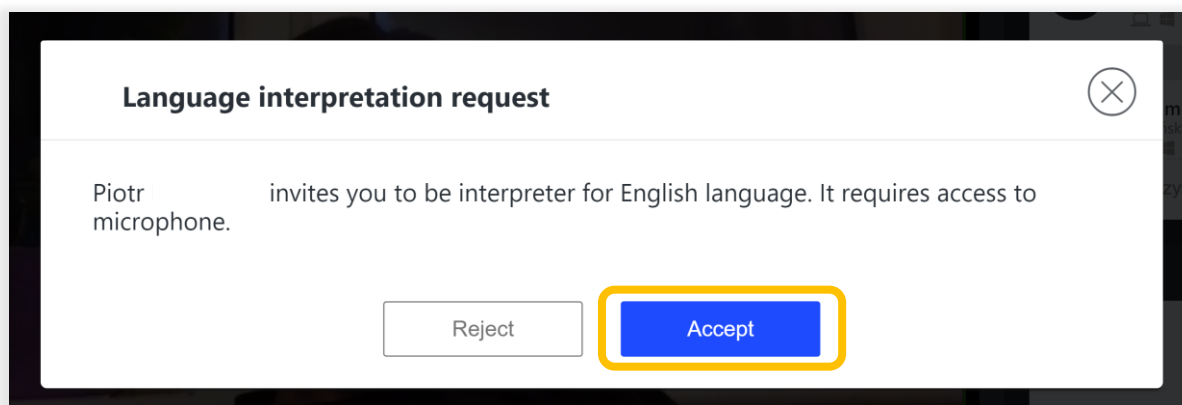 Language interpretation request
Piotr invites you to be interpreter for English language. It requires access to
microphone.
Reject Accept